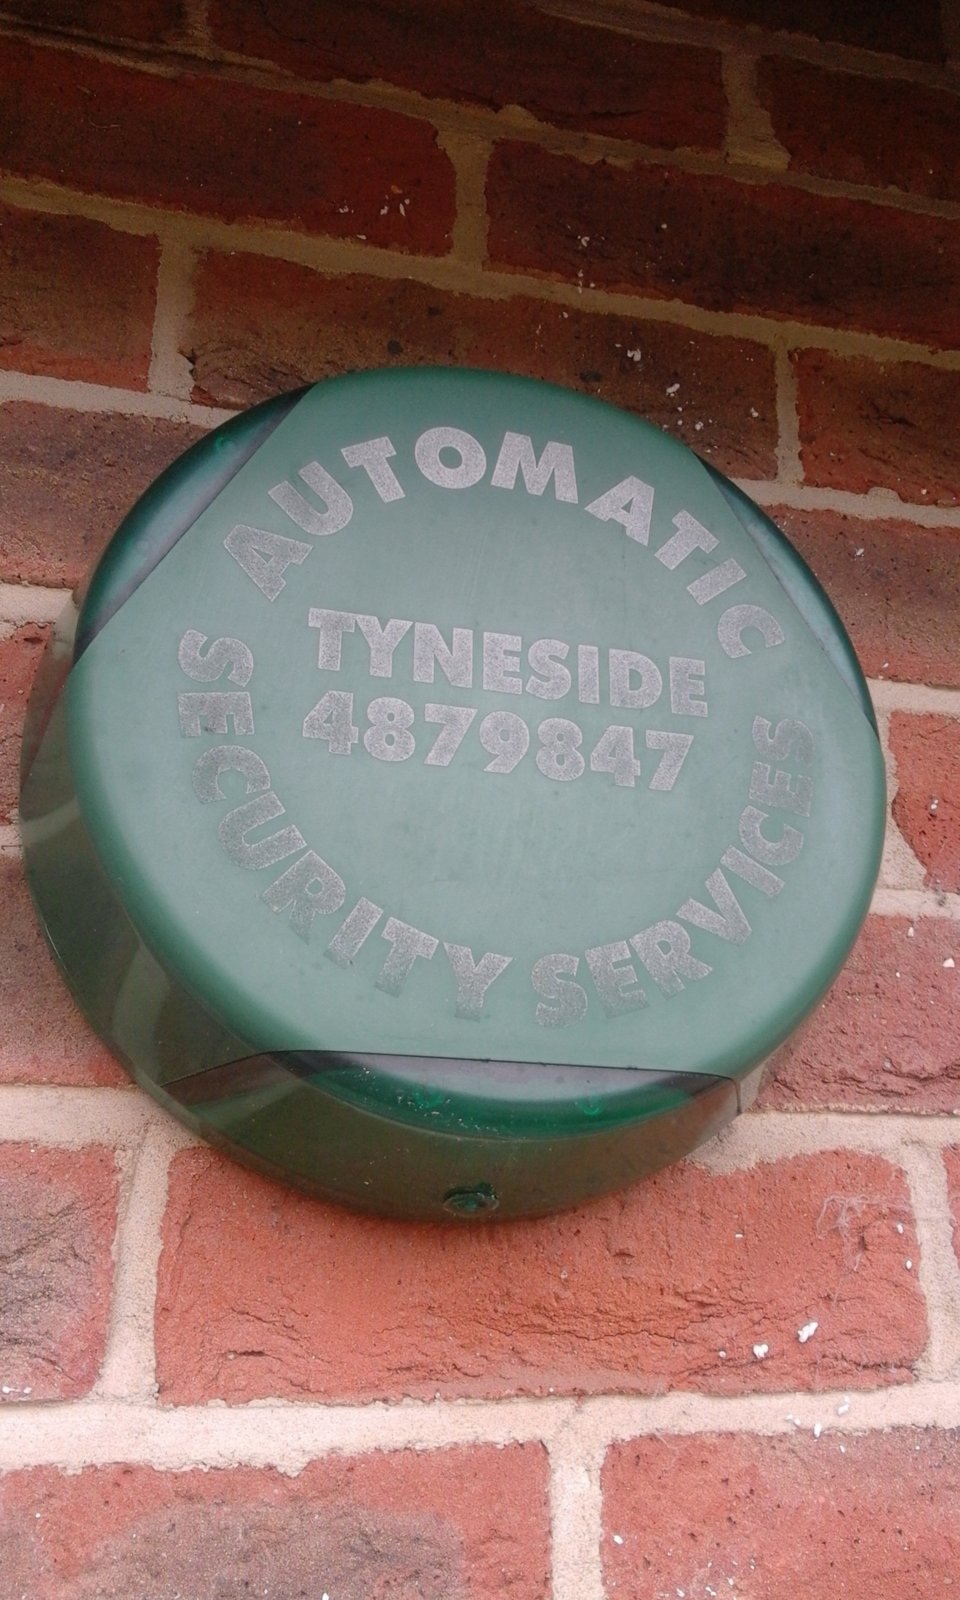 AUTOMATIC
TYNESIDE
4879847
SECURITY SERVICES